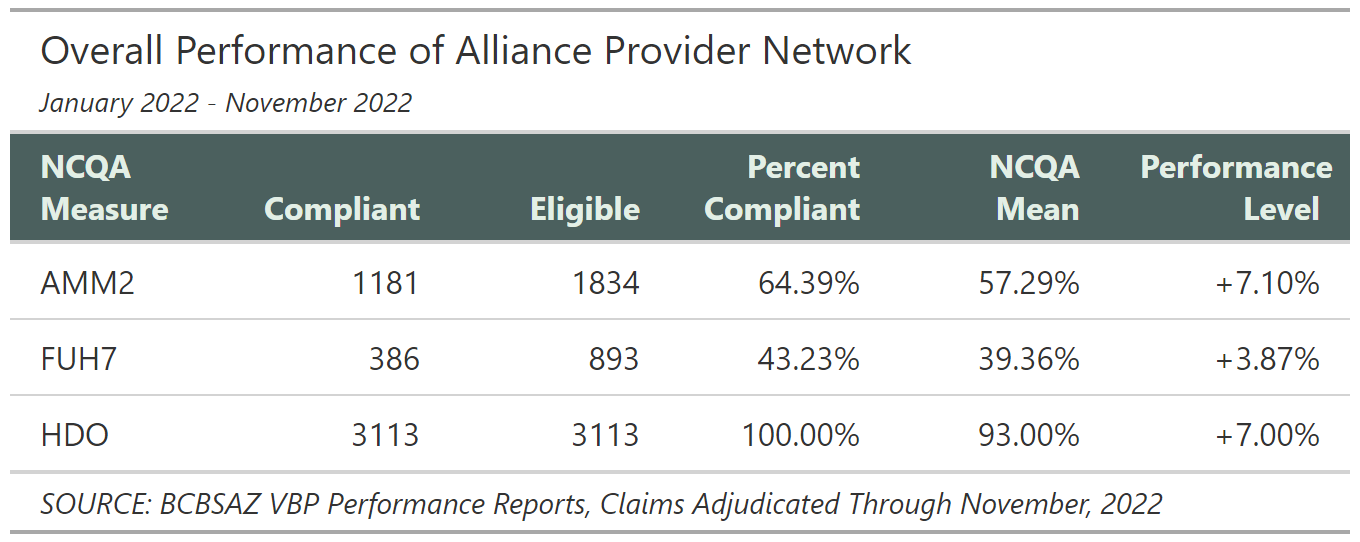 Overall Performance of Alliance Provider Network
January 2022 - November 2022
NCQA Measure Compliant Eligible Percent Compliant NCQA Mean Performance Level
AMM2 1181 1834 64.39% 57.29% +7.10%
FUH7 386 893 43.23% 39.36% +3.87%
HDO 3113 3113 100.00% 93.00% +7.00%
SOURCE: BCBSAZ VBP Performance Reports, Claims Adjudicated Through November, 2022